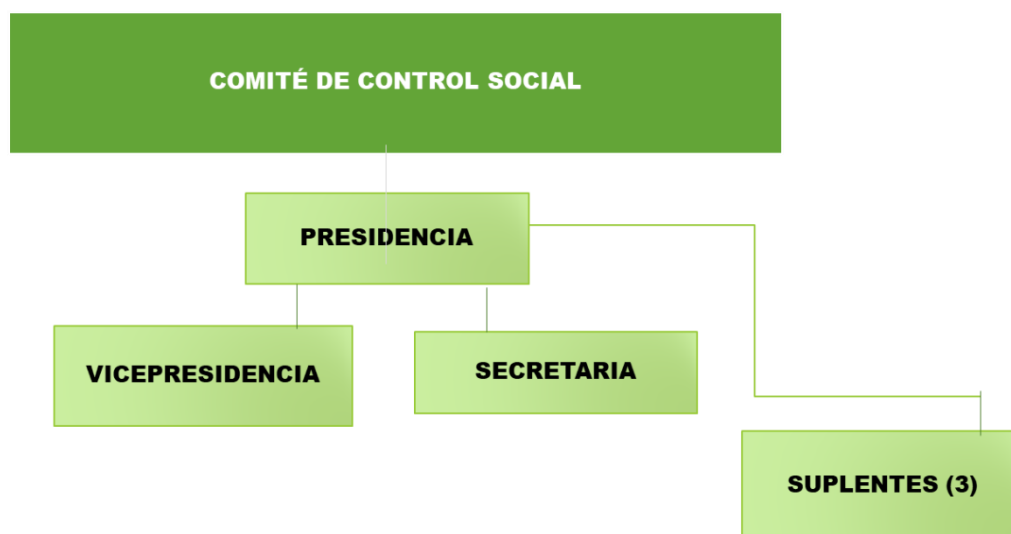 COMITÉ DE CONTROL SOCIAL
PRESIDENCIA
VICEPRESIDENCIA
SECRETARIA
SUPLENTES (3)